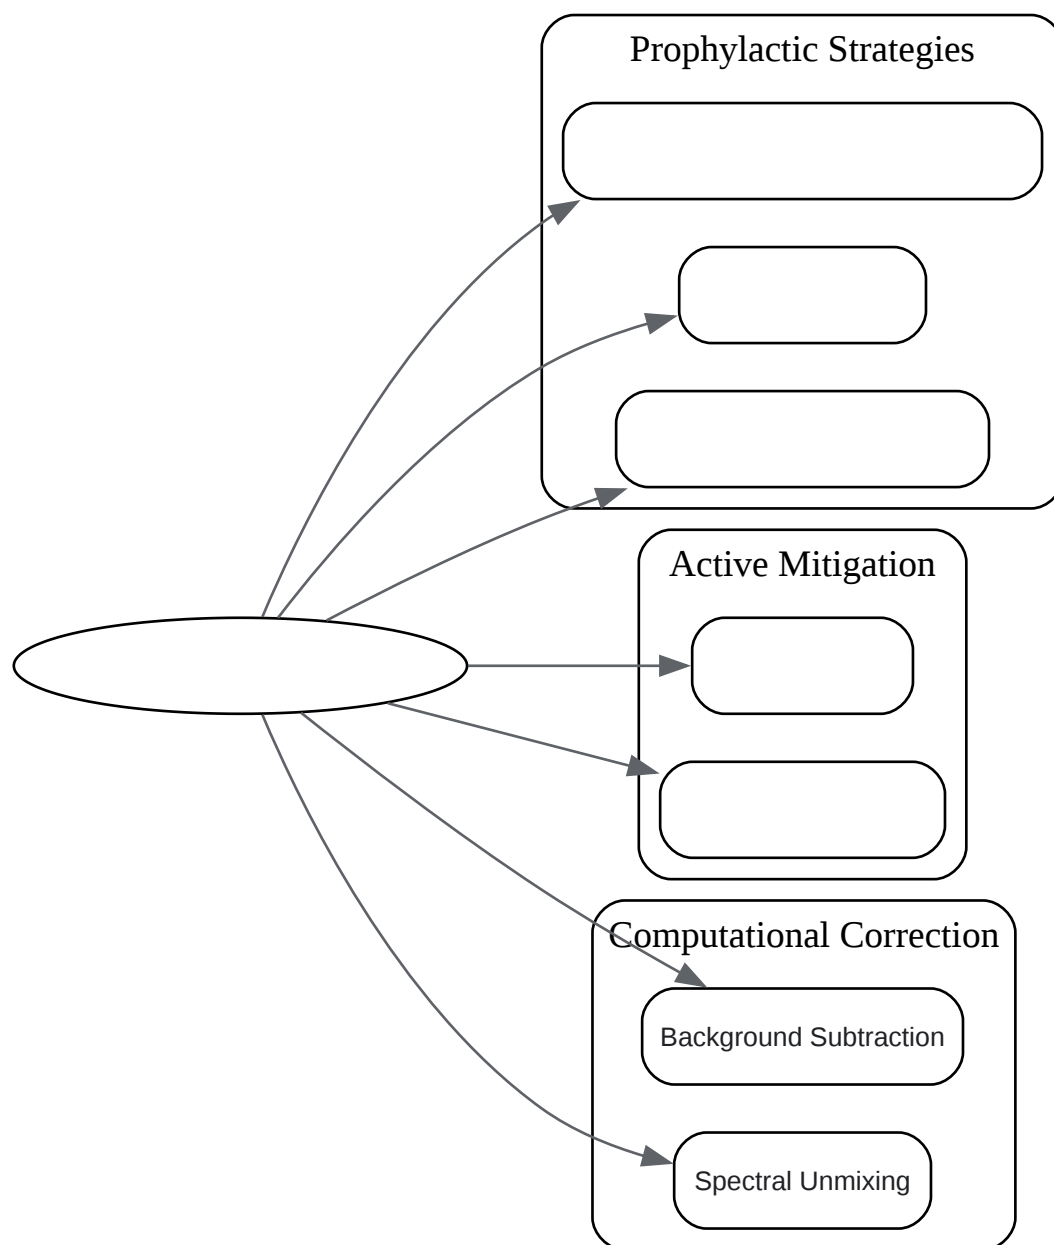 Prophylactic Strategies
Active Mitigation
Computational Correction
Background Subtraction
Spectral Unmixing